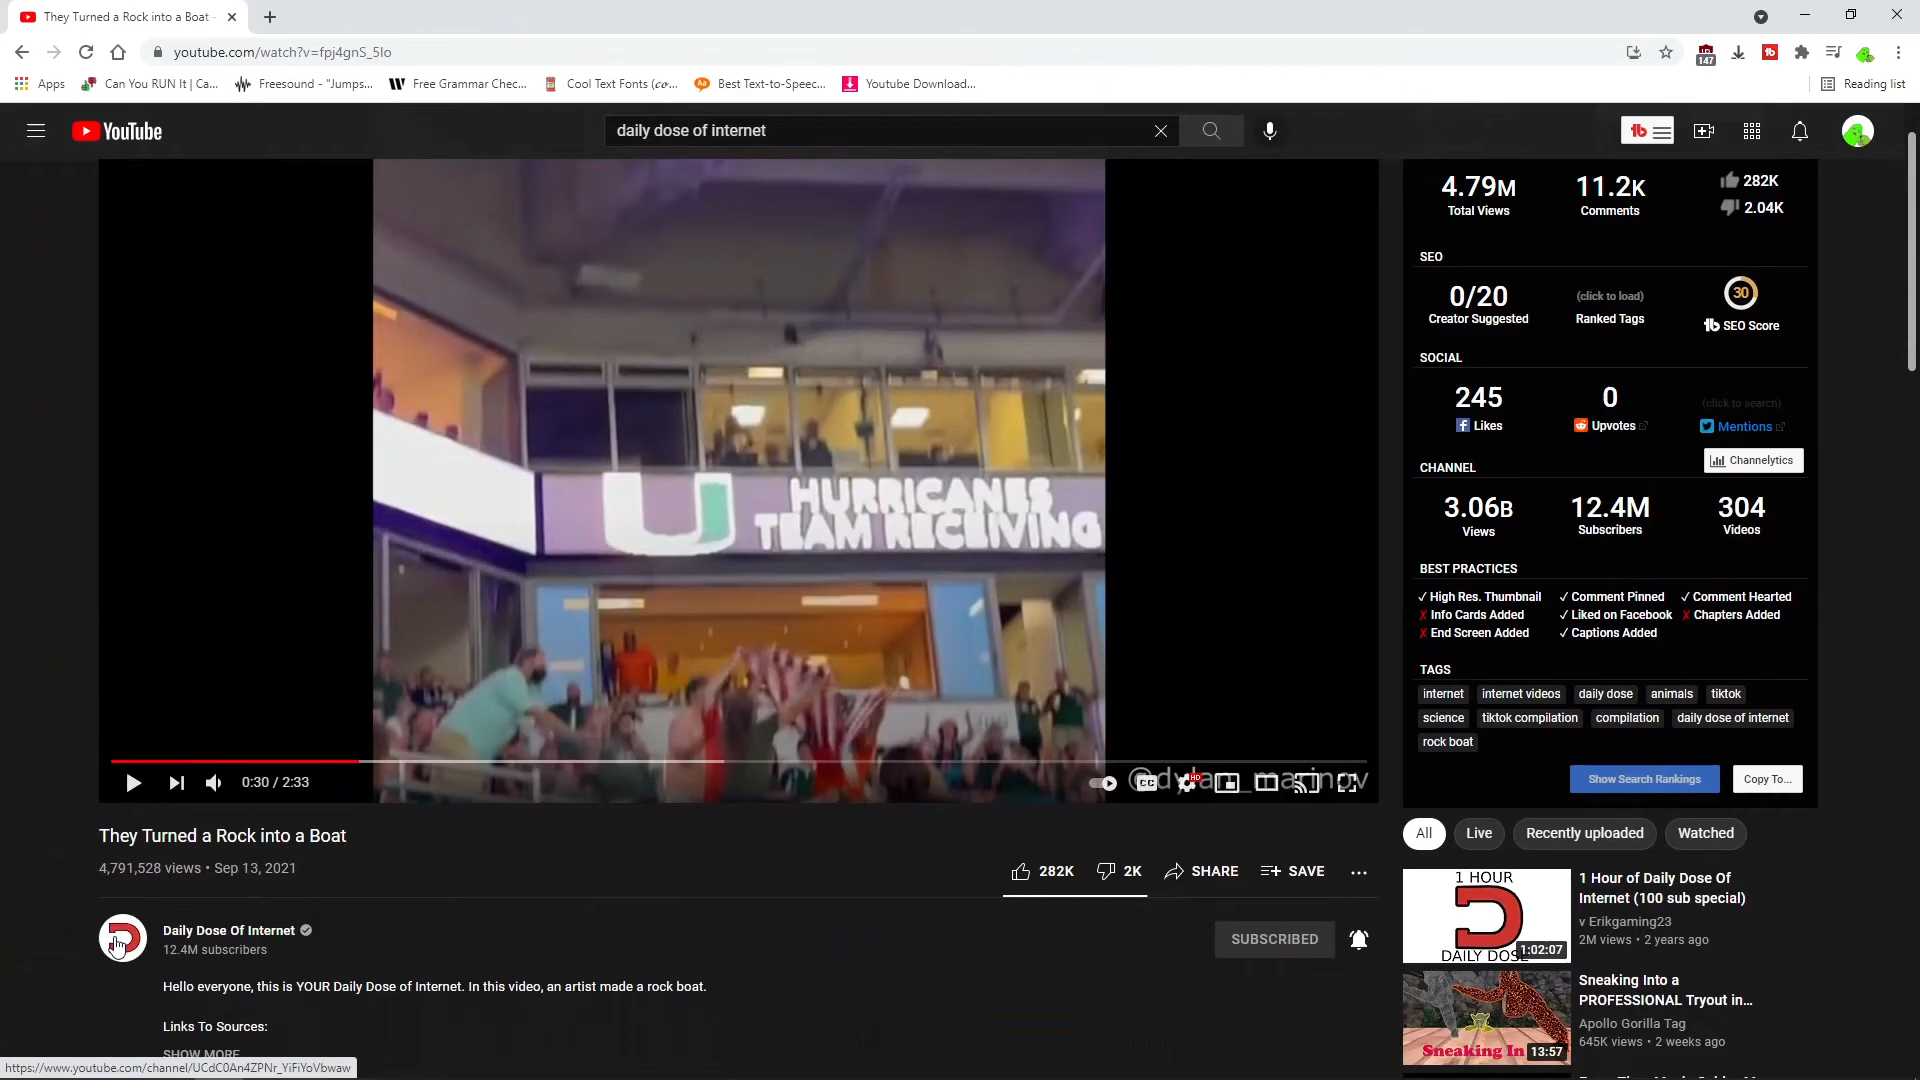 They Turned a Rock into a Boat -
youtube.com/watch?v=fpj4gnS_5Io
147
Apps
Can You RUN It | Ca...
Freesound - "Jumps...
Free Grammar Chec...
Cool Text Fonts (𝓬𝓸...
Best Text-to-Speec...
Youtube Download...
Reading list
YouTube
daily dose of internet
4.79M
Total Views
11.2K
Comments
282K
2.04K
SEO
0/20
Creator Suggested
(click to load)
Ranked Tags
30
SEO Score
SOCIAL
245
Likes
0
Upvotes
(click to search)
Mentions
CHANNEL
Channelytics
3.06B
Views
12.4M
Subscribers
304
Videos
BEST PRACTICES
✓ High Res. Thumbnail ✓ Comment Pinned ✓ Comment Hearted
✗ Info Cards Added ✓ Liked on Facebook ✗ Chapters Added
✗ End Screen Added ✓ Captions Added
TAGS
internet internet videos daily dose animals tiktok
science tiktok compilation compilation daily dose of internet
rock boat
Show Search Rankings
Copy To...
U HURRICANES
TEAM RECEIVING
0:30 / 2:33
CC
HD
They Turned a Rock into a Boat
4,791,528 views • Sep 13, 2021
282K 2K SHARE SAVE
Daily Dose Of Internet
12.4M subscribers
SUBSCRIBED
Hello everyone, this is YOUR Daily Dose of Internet. In this video, an artist made a rock boat.
Links To Sources:
SHOW MORE
https://www.youtube.com/channel/UCdC0An4ZPNr_YiFiYoVbwaw
All Live Recently uploaded Watched
1 HOUR
DAILY DOSE
1:02:07
1 Hour of Daily Dose Of
Internet (100 sub special)
v Erikgaming23
2M views • 2 years ago
Sneaking In
13:57
Sneaking Into a
PROFESSIONAL Tryout in...
Apollo Gorilla Tag
645K views • 2 weeks ago